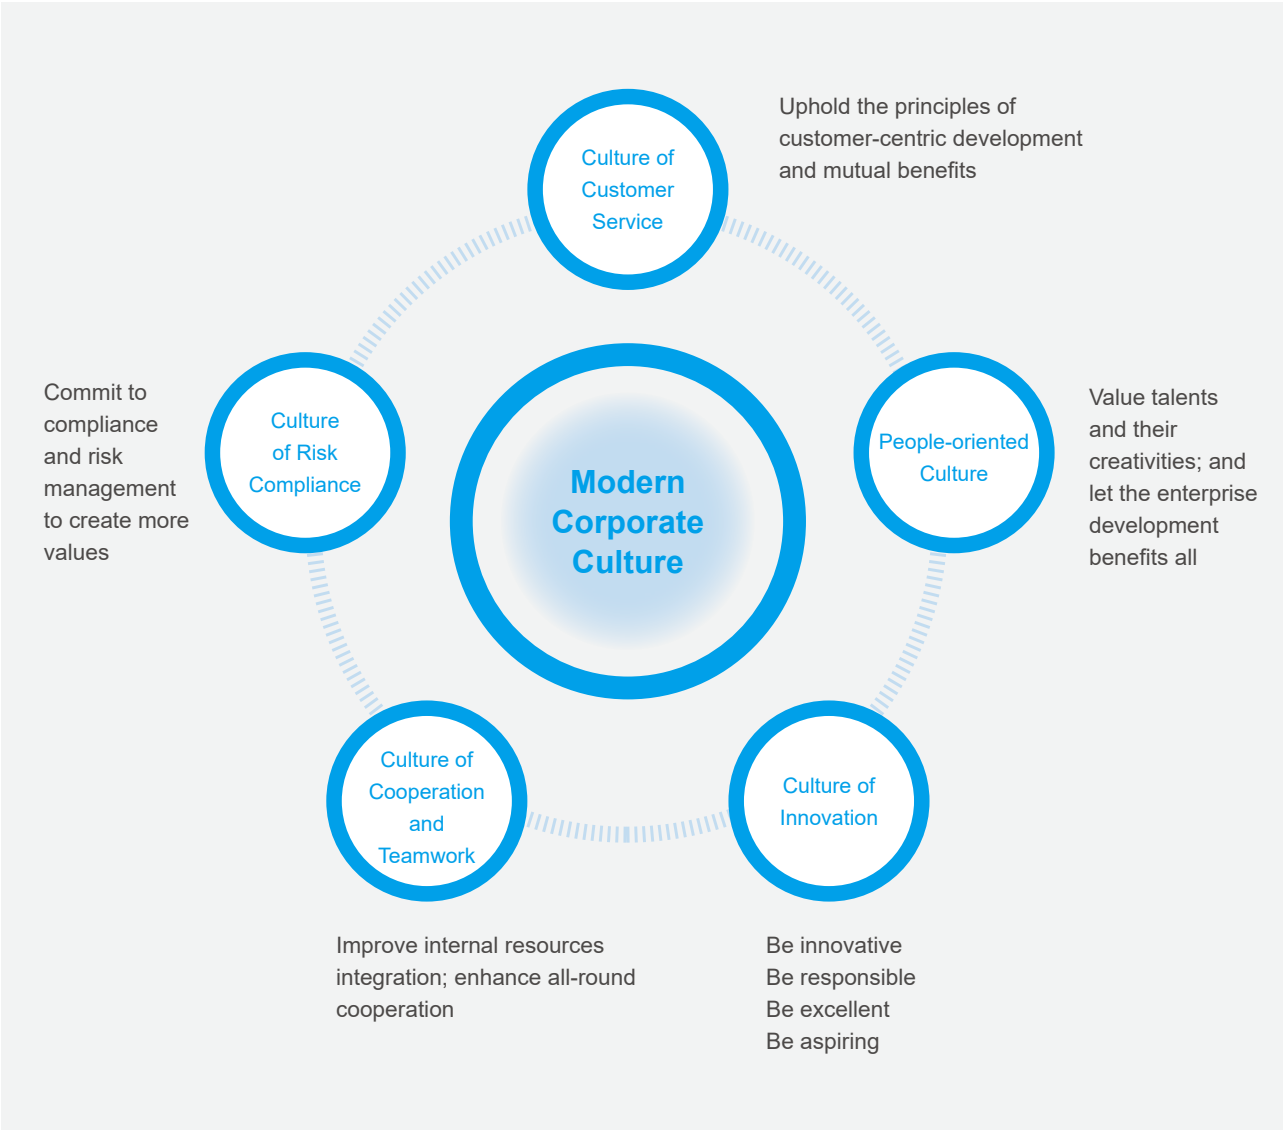 Culture of
Customer
Service
Uphold the principles of
customer-centric development
and mutual benefits
People-oriented
Culture
Value talents
and their
creativities; and
let the enterprise
development
benefits all
Culture of
Innovation
Be innovative
Be responsible
Be excellent
Be aspiring
Culture of
Cooperation
and
Teamwork
Improve internal resources
integration; enhance all-round
cooperation
Culture
of Risk
Compliance
Commit to
compliance
and risk
management
to create more
values
Modern
Corporate
Culture